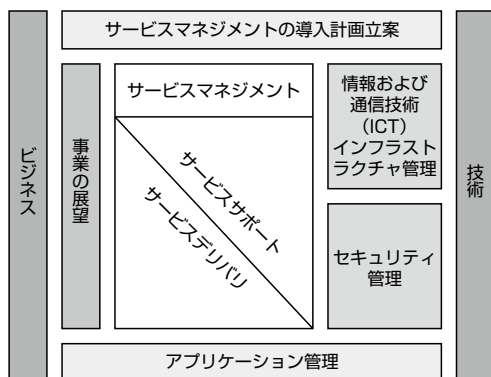 サービスマネジメントの導入計画立案
ビジネス
事業の展望
サービスマネジメント
サービスサポート
サービスデリバリ
情報および
通信技術
（ICT）
インフラスト
ラクチャ管理
セキュリティ
管理
技術
アプリケーション管理